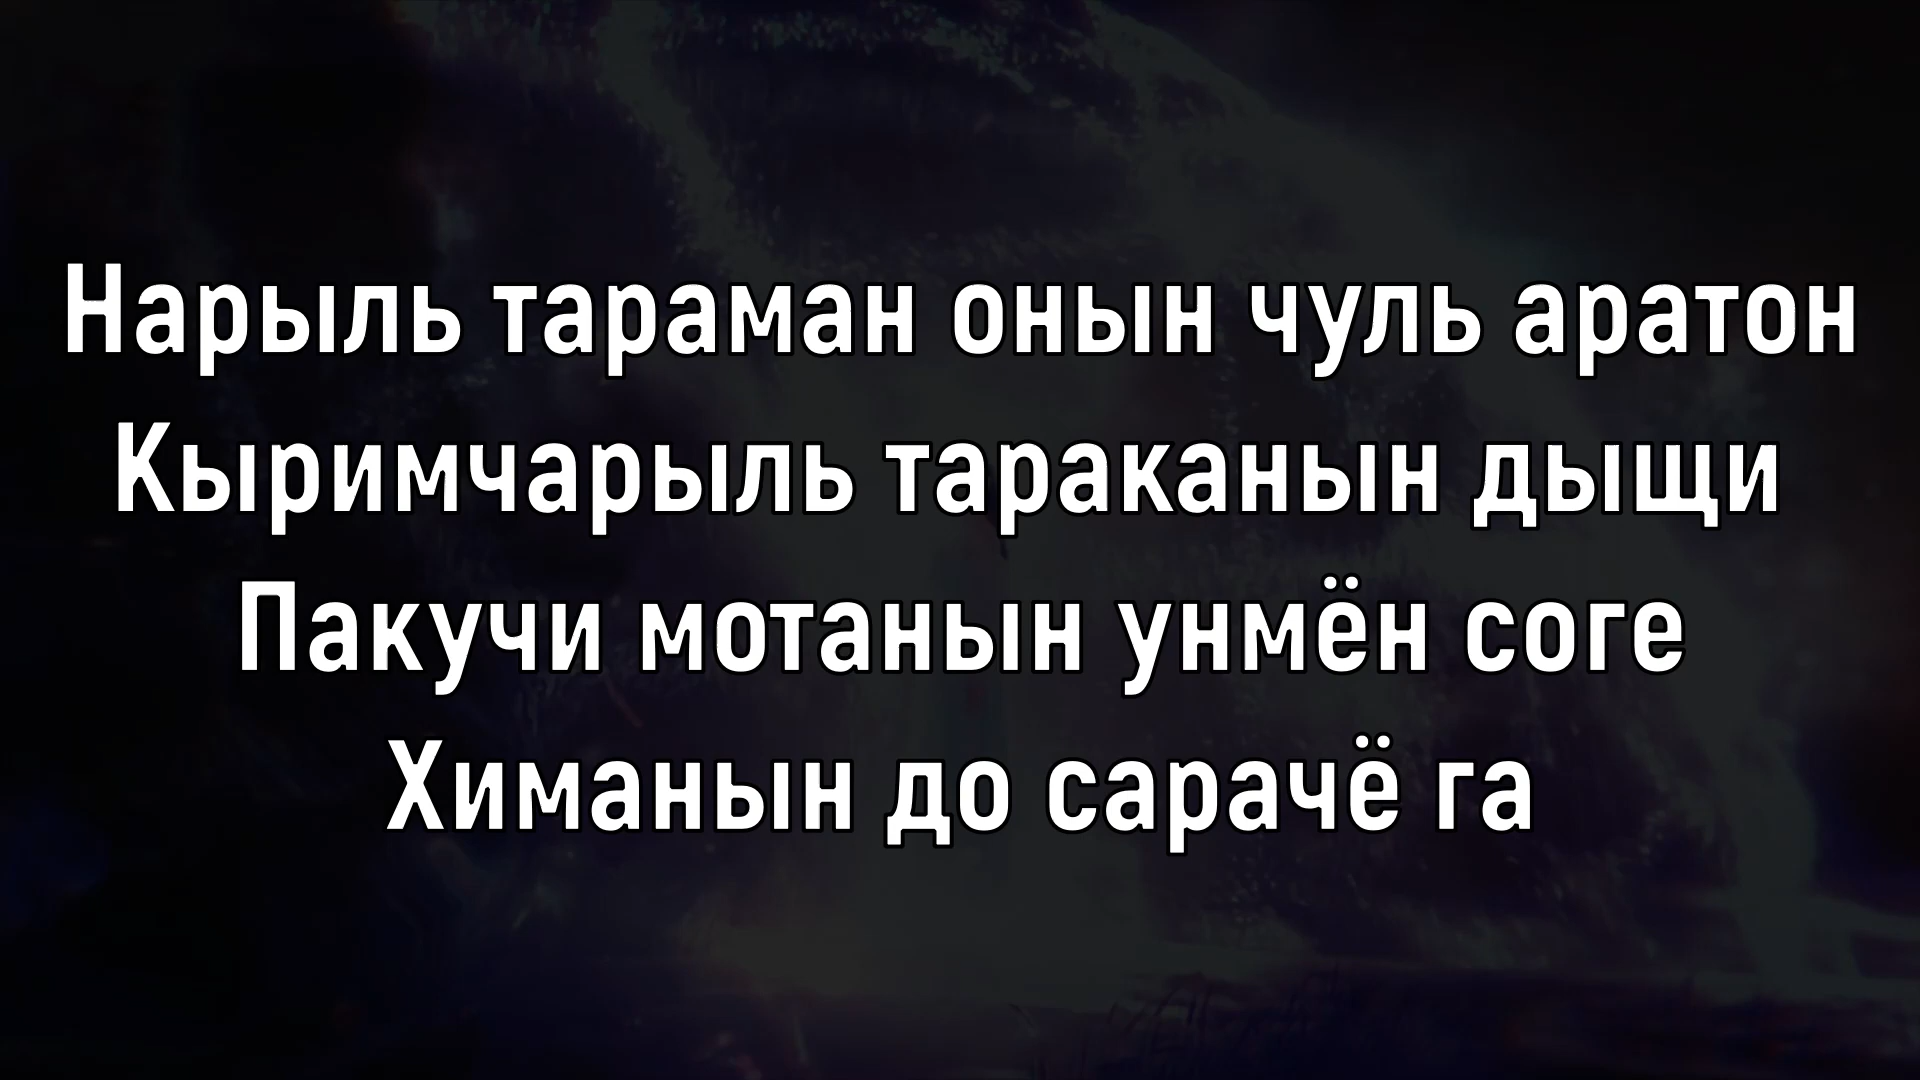 Нарыль тараман онын чуль аратон
Кыримчарыль тараканын дыщи
Пакучи мотанын унмён соге
Химанын до сарачё га